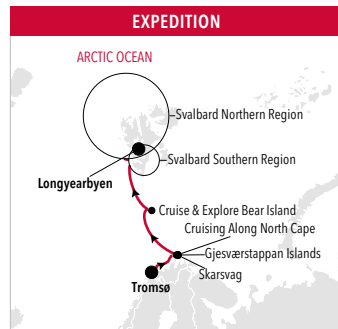 EXPEDITION
ARCTIC OCEAN
Svalbard Northern Region
Svalbard Southern Region
Longyearbyen
Cruise & Explore Bear Island
Cruising Along North Cape
Gjesværstappan Islands
Skarsvag
Tromsø